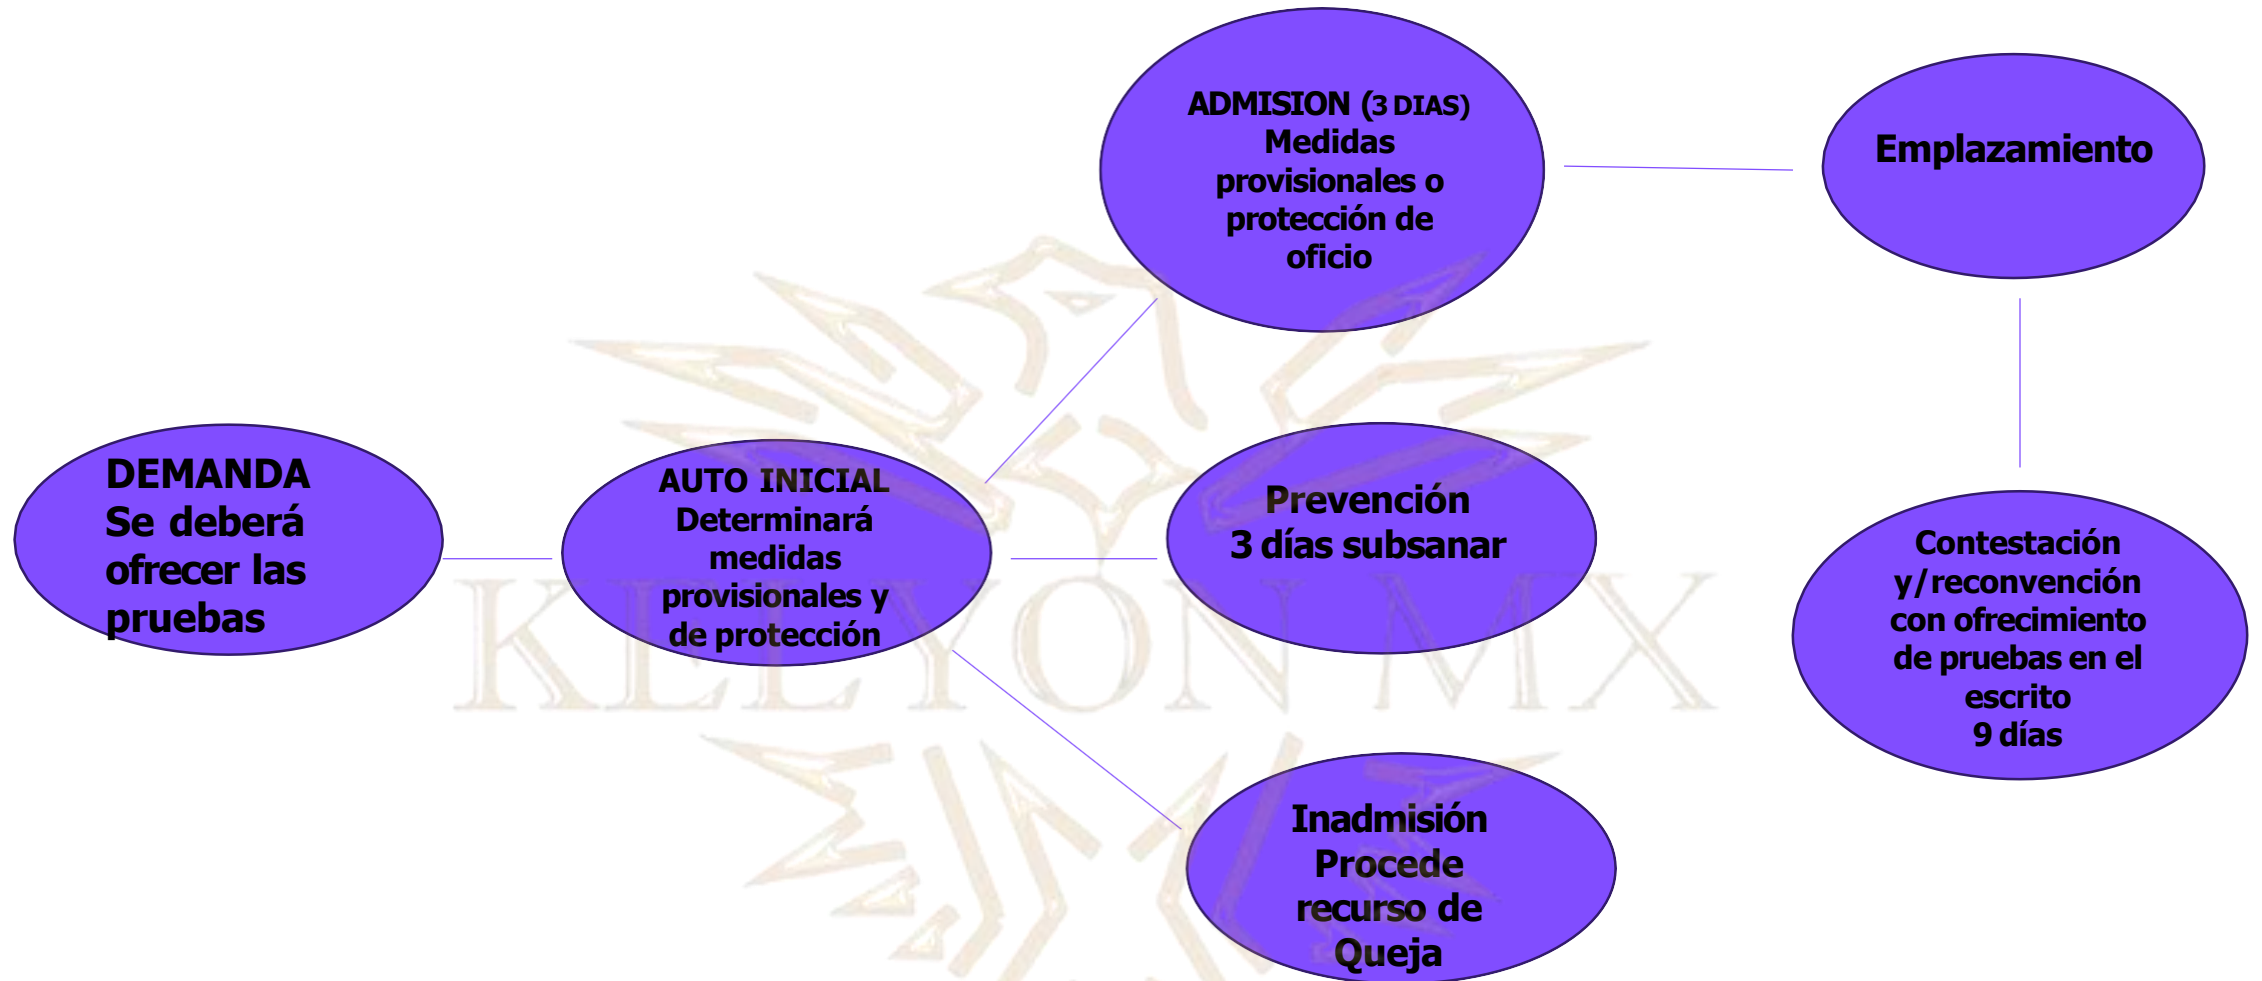 DEMANDA
Se deberá
ofrecer las
pruebas
AUTO INICIAL
Determinará
medidas
provisionales y
de protección
ADMISION (3 DIAS)
Medidas
provisionales o
protección de
oficio
Prevención
3 días subsanar
Inadmisión
Procede
recurso de
Queja
Emplazamiento
Contestación
y/reconvención
con ofrecimiento
de pruebas en el
escrito
9 días
KELYON MX